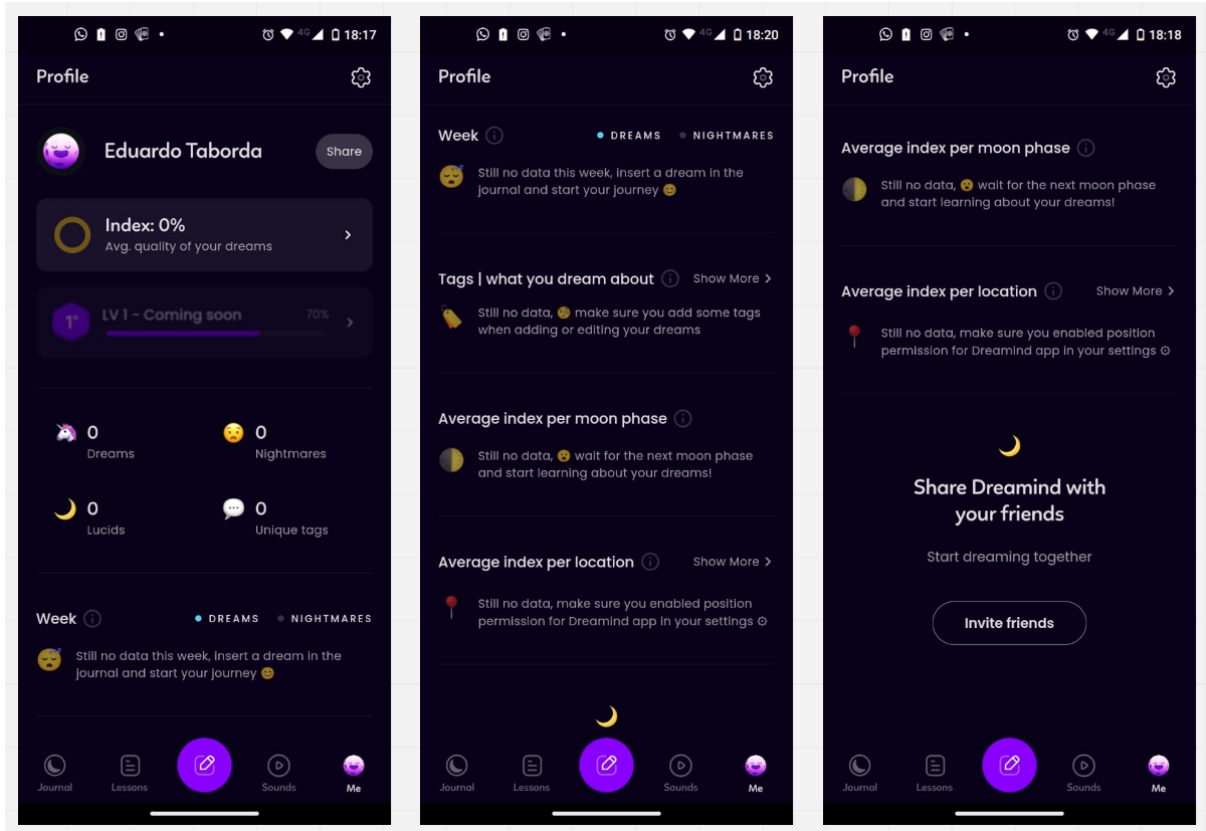 18:17
Profile
Eduardo Taborda
Share
Index: 0%
Avg. quality of your dreams
1°
LV 1 - Coming soon
70%
0
Dreams
0
Nightmares
0
Lucids
0
Unique tags
Week
DREAMS
NIGHTMARES
Still no data this week, insert a dream in the
journal and start your journey 😊
Journal
Lessons
Sounds
Me
4G
18:20
Profile
Week
DREAMS
NIGHTMARES
Still no data this week, insert a dream in the
journal and start your journey 😊
Tags | what you dream about
Show More >
Still no data, 🧐 make sure you add some tags
when adding or editing your dreams
Average index per moon phase
Still no data, 😮 wait for the next moon phase
and start learning about your dreams!
Average index per location
Show More >
Still no data, make sure you enabled position
permission for Dreamind app in your settings ⚙
Journal
Lessons
Sounds
Me
4G
18:18
Profile
Average index per moon phase
Still no data, 😮 wait for the next moon phase
and start learning about your dreams!
Average index per location
Show More >
Still no data, make sure you enabled position
permission for Dreamind app in your settings ⚙
Share Dreamind with
your friends
Start dreaming together
Invite friends
Journal
Lessons
Sounds
Me